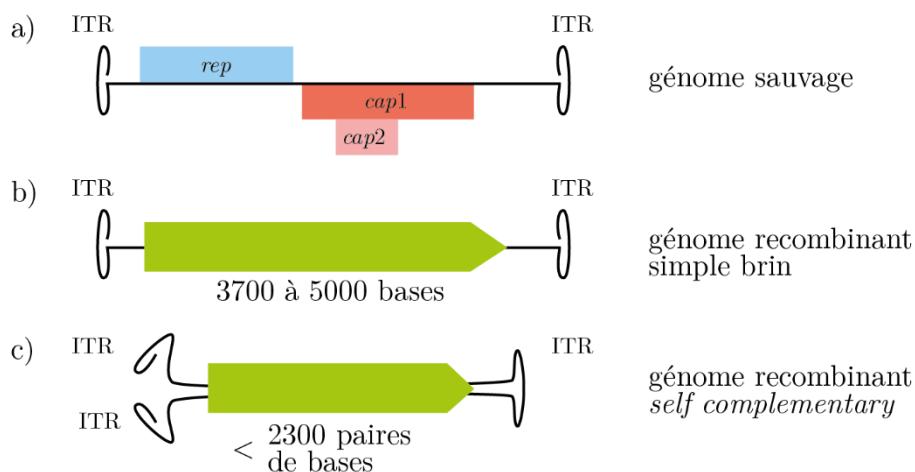 a)
ITR
ITR
rep
cap1
cap2
génome sauvage
b)
ITR
ITR
3700 à 5000 bases
génome recombinant
simple brin
c)
ITR
ITR
ITR
< 2300 paires
de bases
génome recombinant
self complementary